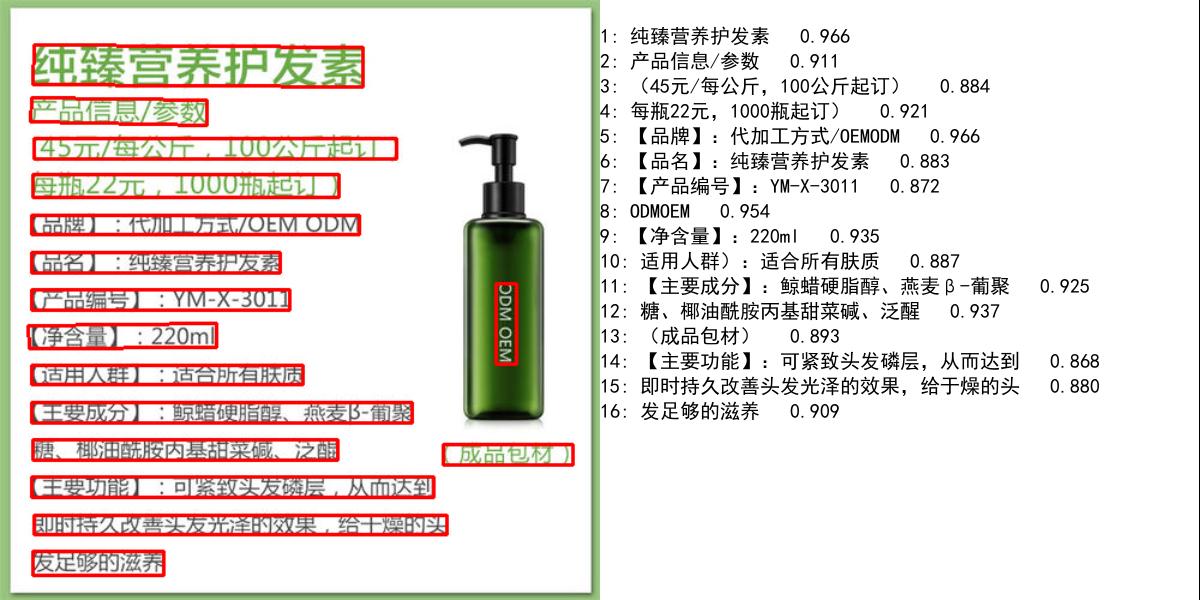 纯臻营养护发素
产品信息/参数
（45元/每公斤，100公斤起订）
每瓶22元，1000瓶起订）
【品牌】：代加工方式/OEM ODM
【品名】：纯臻营养护发素
【产品编号】：YM-X-3011
【净含量】：220ml
【适用人群】：适合所有肤质
【主要成分】：鲸蜡硬脂醇、燕麦β-葡聚
糖、椰油酰胺丙基甜菜碱、泛醌
【主要功能】：可紧致头发磷层，从而达到
即时持久改善头发光泽的效果，给干燥的头
发足够的滋养
ODM OEM
（成品包材）
1: 纯臻营养护发素 0.966
2: 产品信息/参数 0.911
3: （45元/每公斤，100公斤起订） 0.884
4: 每瓶22元，1000瓶起订） 0.921
5: 【品牌】：代加工方式/OEMODM 0.966
6: 【品名】：纯臻营养护发素 0.883
7: 【产品编号】：YM-X-3011 0.872
8: ODMOEM 0.954
9: 【净含量】：220ml 0.935
10: 适用人群）：适合所有肤质 0.887
11: 【主要成分】：鲸蜡硬脂醇、燕麦β-葡聚 0.925
12: 糖、椰油酰胺丙基甜菜碱、泛醒 0.937
13: （成品包材） 0.893
14: 【主要功能】：可紧致头发磷层，从而达到 0.868
15: 即时持久改善头发光泽的效果，给于燥的头 0.880
16: 发足够的滋养 0.909